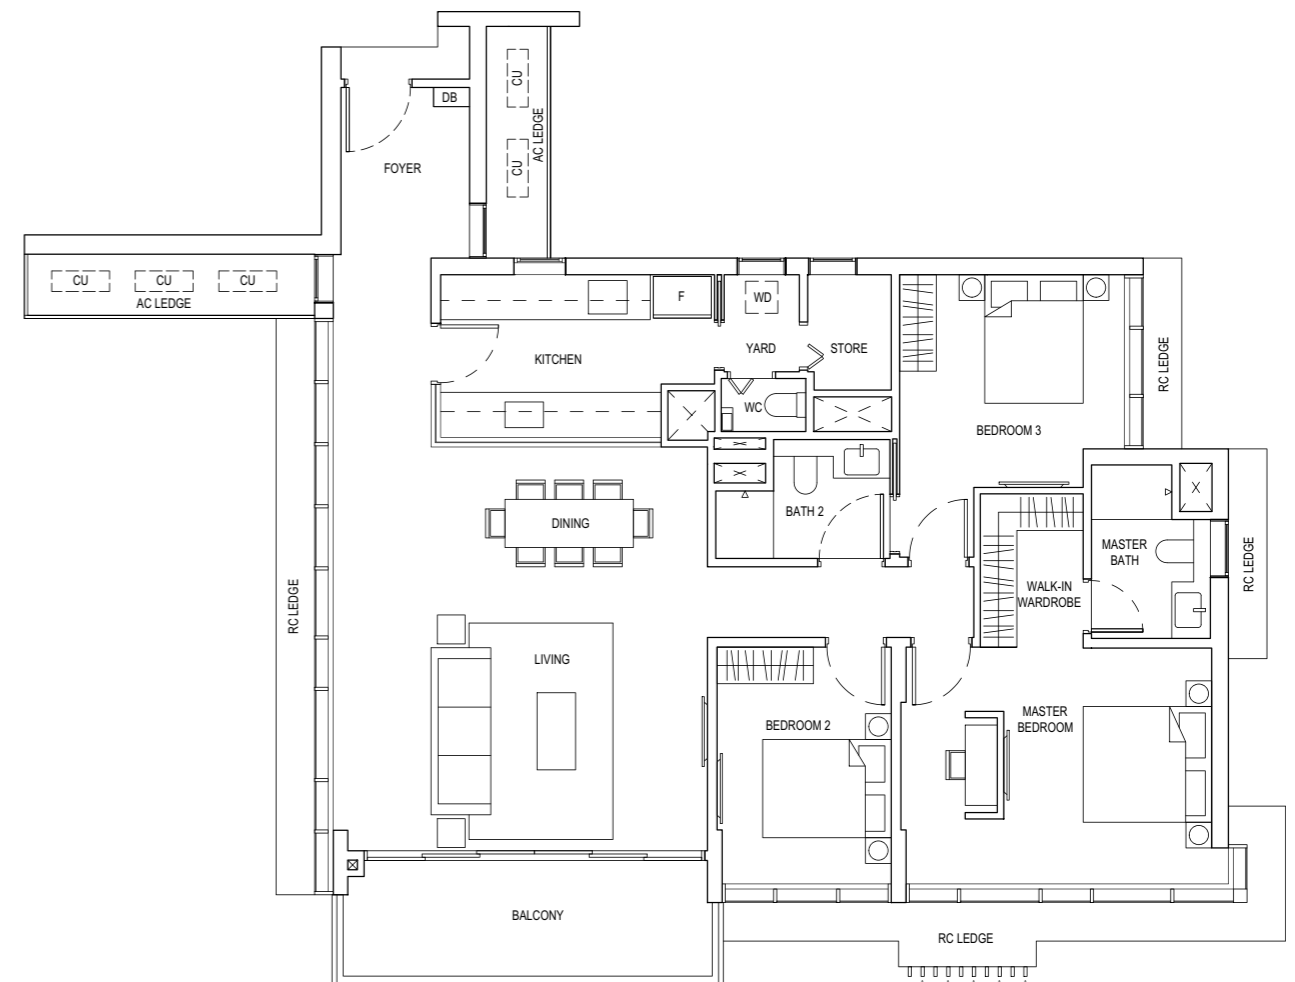 CU
DB
AC LEDGE
CU
FOYER
CU
CU
CU
AC LEDGE
F
WD
KITCHEN
YARD
STORE
RC LEDGE
WC
BEDROOM 3
BATH 2
DINING
MASTER
BATH
RC LEDGE
WALK-IN
WARDROBE
RC LEDGE
LIVING
BEDROOM 2
MASTER
BEDROOM
BALCONY
RC LEDGE